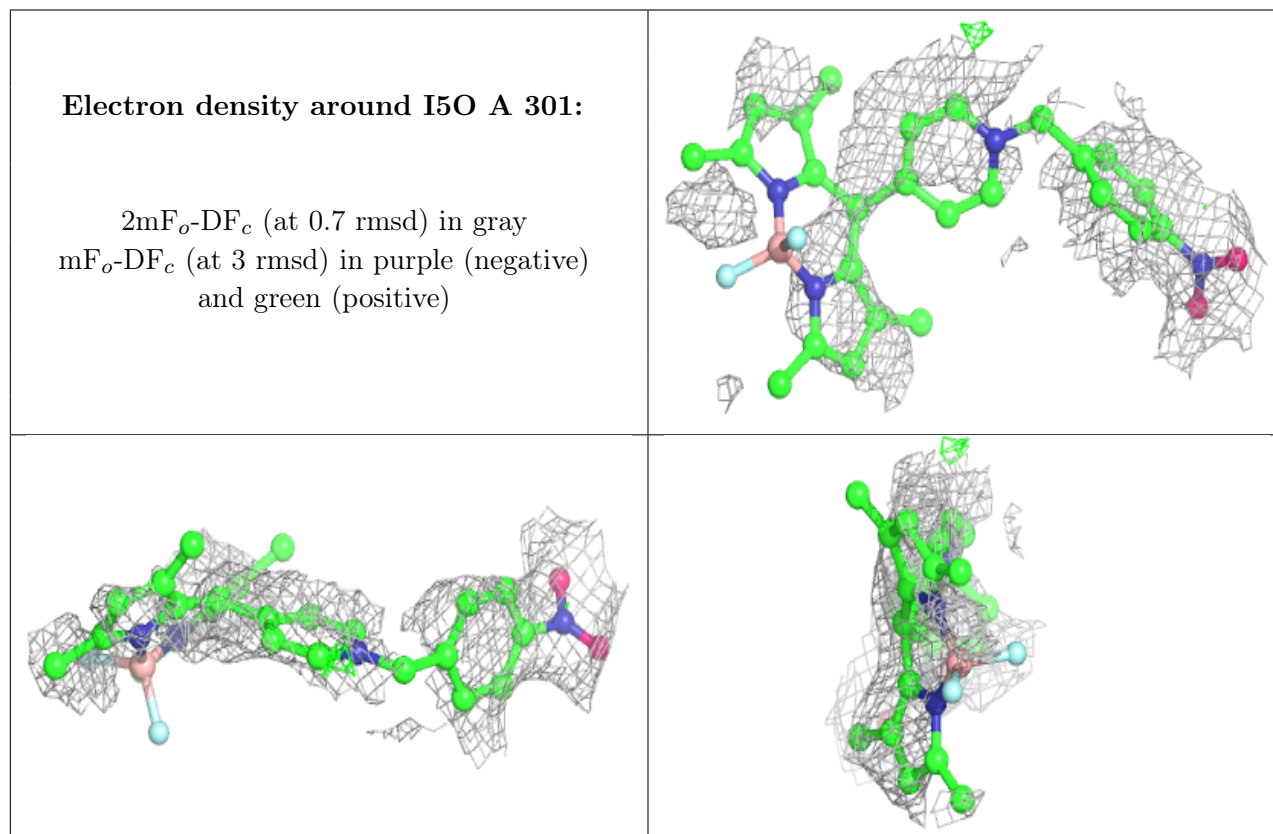 Electron density around I5O A 301:
2mFo-DFc (at 0.7 rmsd) in gray
mFo-DFc (at 3 rmsd) in purple (negative)
and green (positive)